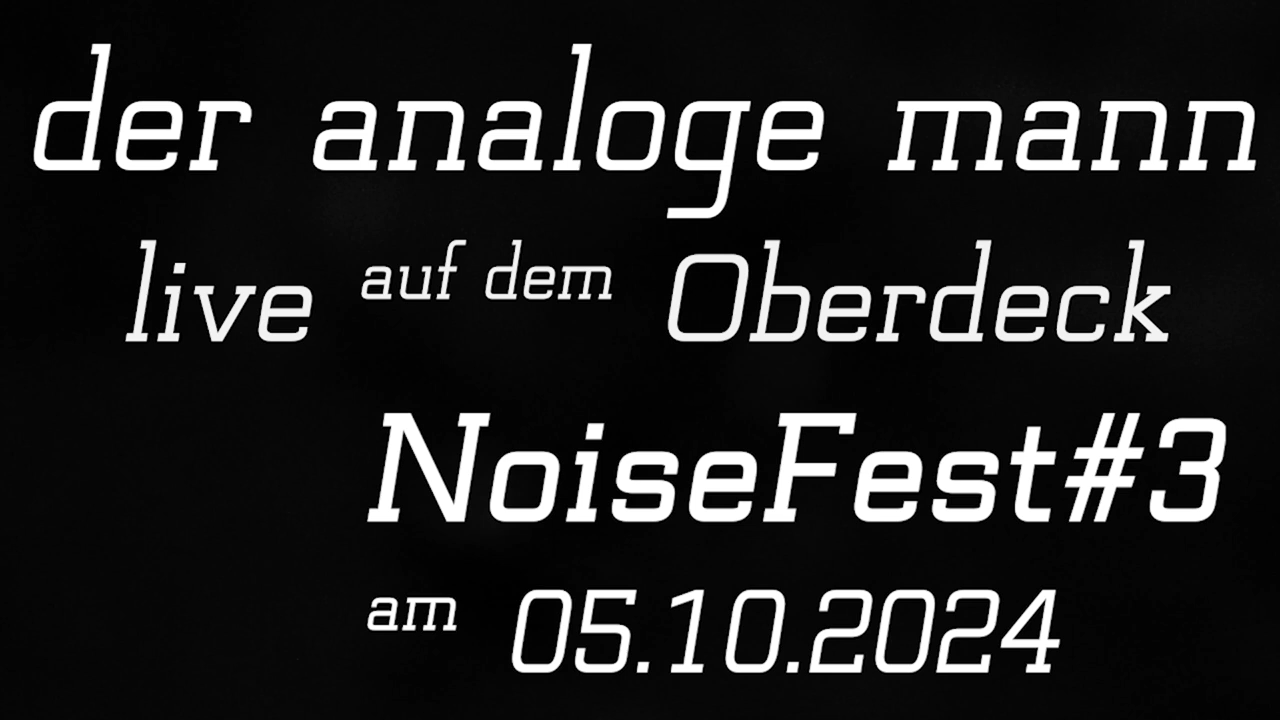 der analoge mann
live auf dem Oberdeck
NoiseFest#3
am 05.10.2024